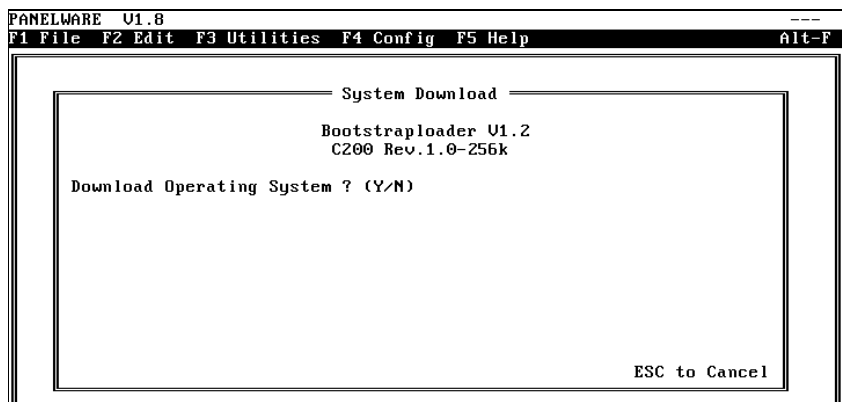 PANELWARE V1.8 ---
F1 File F2 Edit F3 Utilities F4 Config F5 Help Alt-F
System Download
Bootstraploader V1.2
C200 Rev.1.0-256k
Download Operating System ? (Y/N)
ESC to Cancel